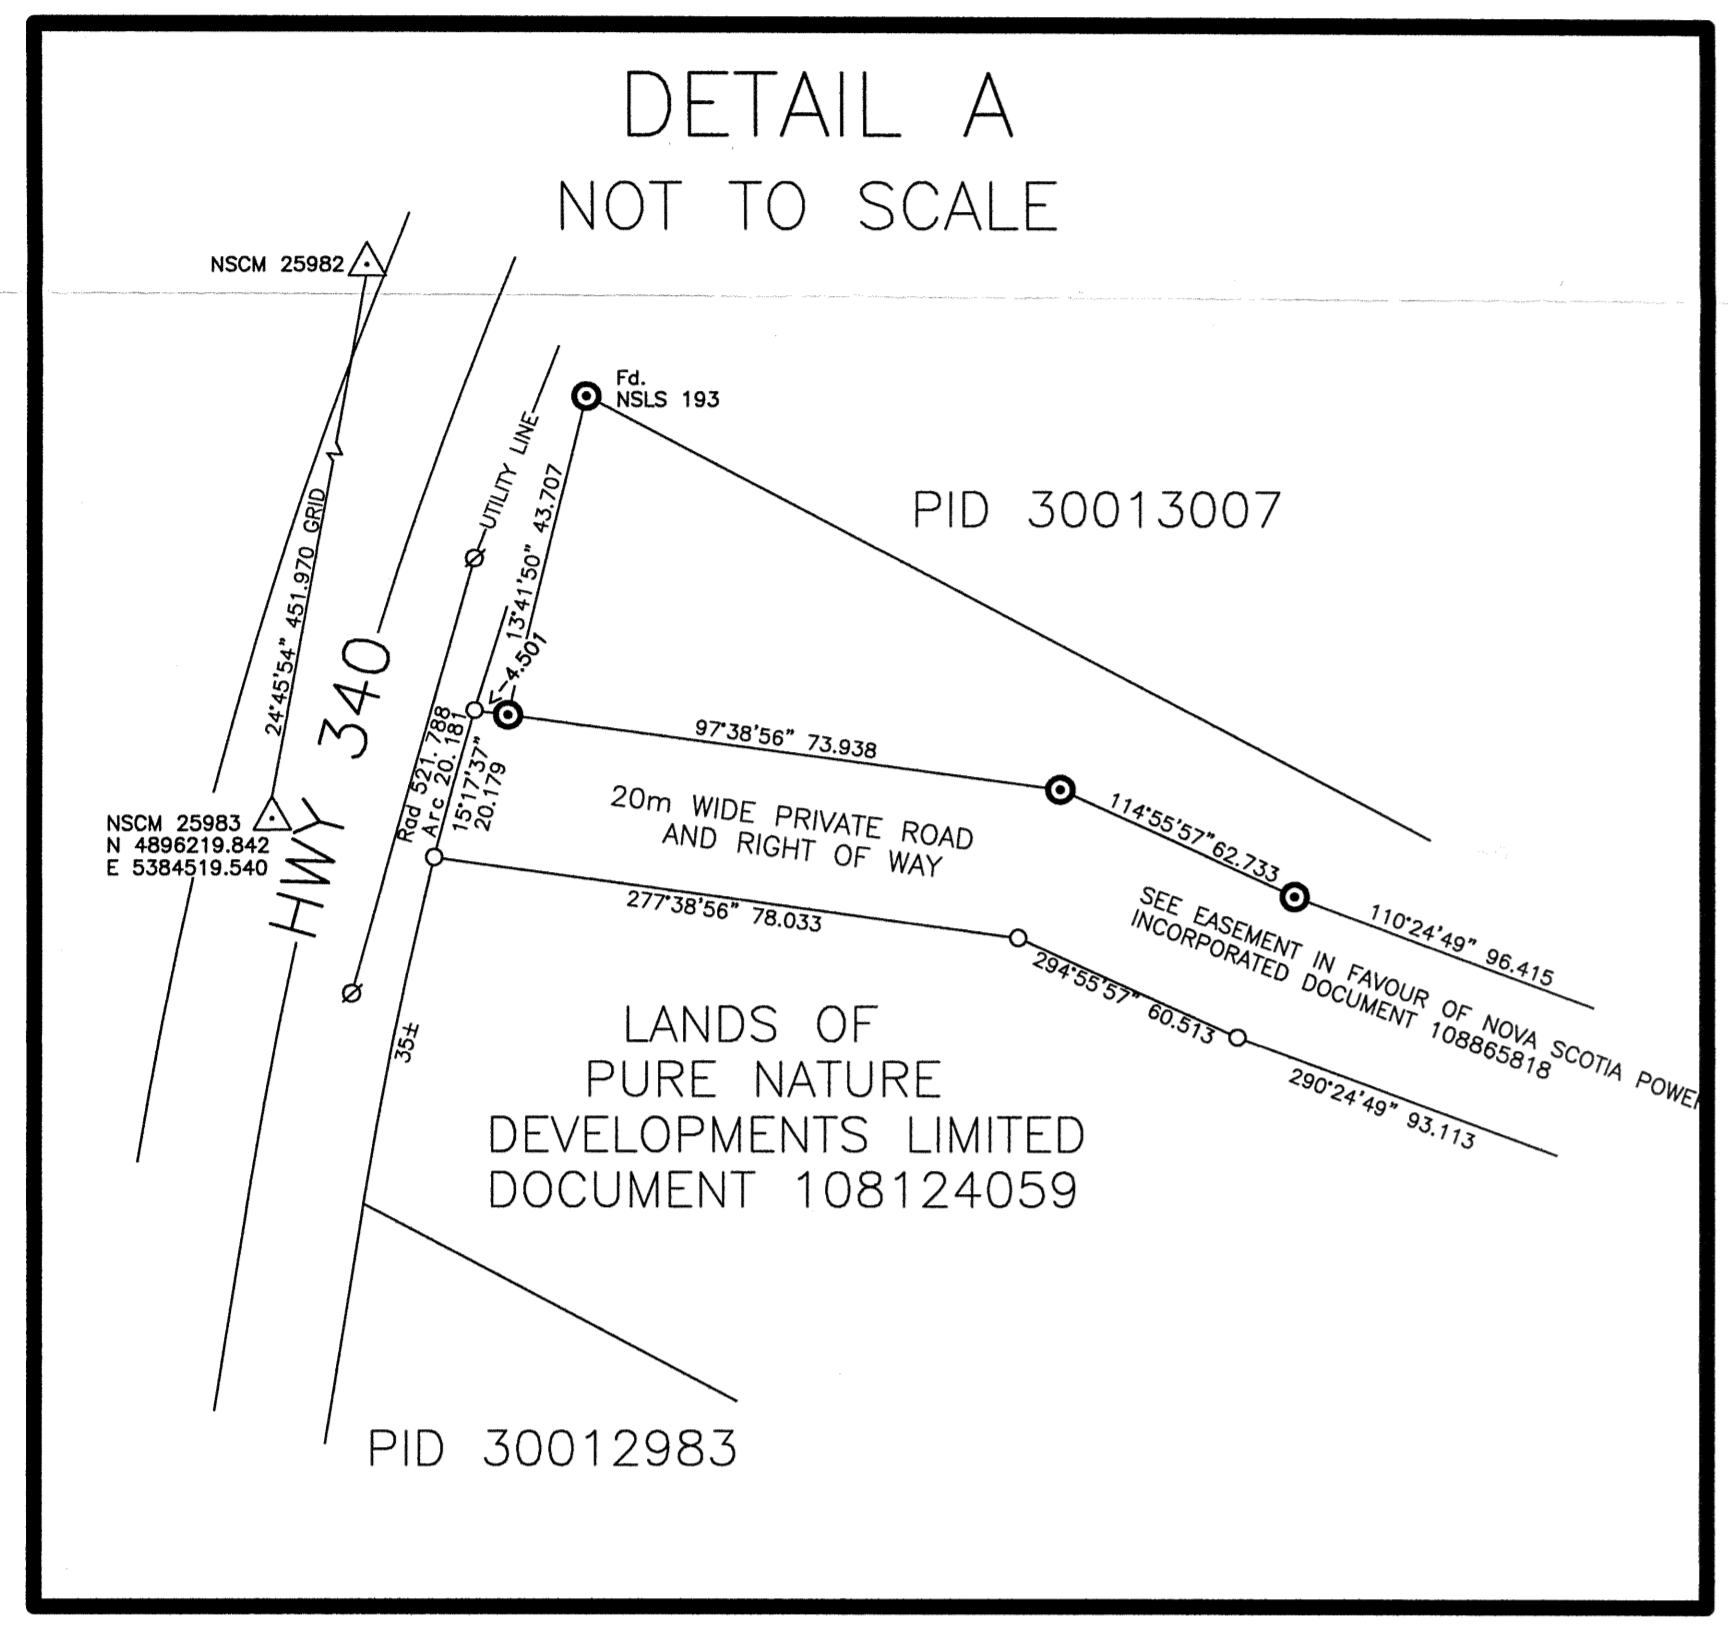 DETAIL A
NOT TO SCALE
NSCM 25982
Fd.
NSLS 193
UTILITY LINE
13°41'50" 43.707
PID 30013007
24°45'54" 451.970 GRID
4.501
HWY 340
Rad 521.788
Arc 20.181
15°17'37"
20.179
97°38'56" 73.938
20m WIDE PRIVATE ROAD
AND RIGHT OF WAY
114°55'57" 62.733
NSCM 25983
N 4896219.842
E 5384519.540
277°38'56" 78.033
110°24'49" 96.415
SEE EASEMENT IN FAVOUR OF NOVA SCOTIA POWER
INCORPORATED DOCUMENT 108865818
294°55'57" 60.513
290°24'49" 93.113
35±
LANDS OF
PURE NATURE
DEVELOPMENTS LIMITED
DOCUMENT 108124059
PID 30012983